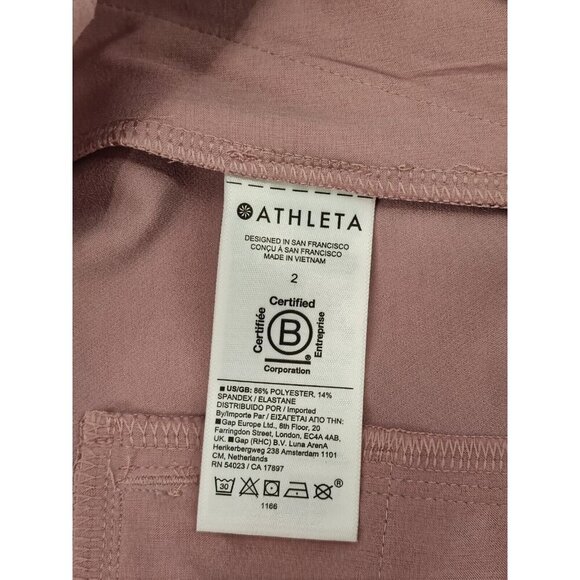 ATHLETA
DESIGNED IN SAN FRANCISCO
CONÇU À SAN FRANCISCO
MADE IN VIETNAM
2
Certified
Certifiée
B
®
Entreprise
Corporation
US/GB: 86% POLYESTER, 14%
SPANDEX / ELASTANE
DISTRIBUIDO POR / Imported
By/Importe Par / ΕΙΣΑΓΕΤΑΙ ΑΠΟ ΤΗΝ:
Gap Europe Ltd., 6th Floor, 20
Farringdon Street, London, EC4A 4AB,
UK. Gap (RHC) B.V. Luna ArenA
Herikerbergweg 238 Amsterdam 1101
CM, Netherlands
RN 54023 / CA 17897
30 ®
1166